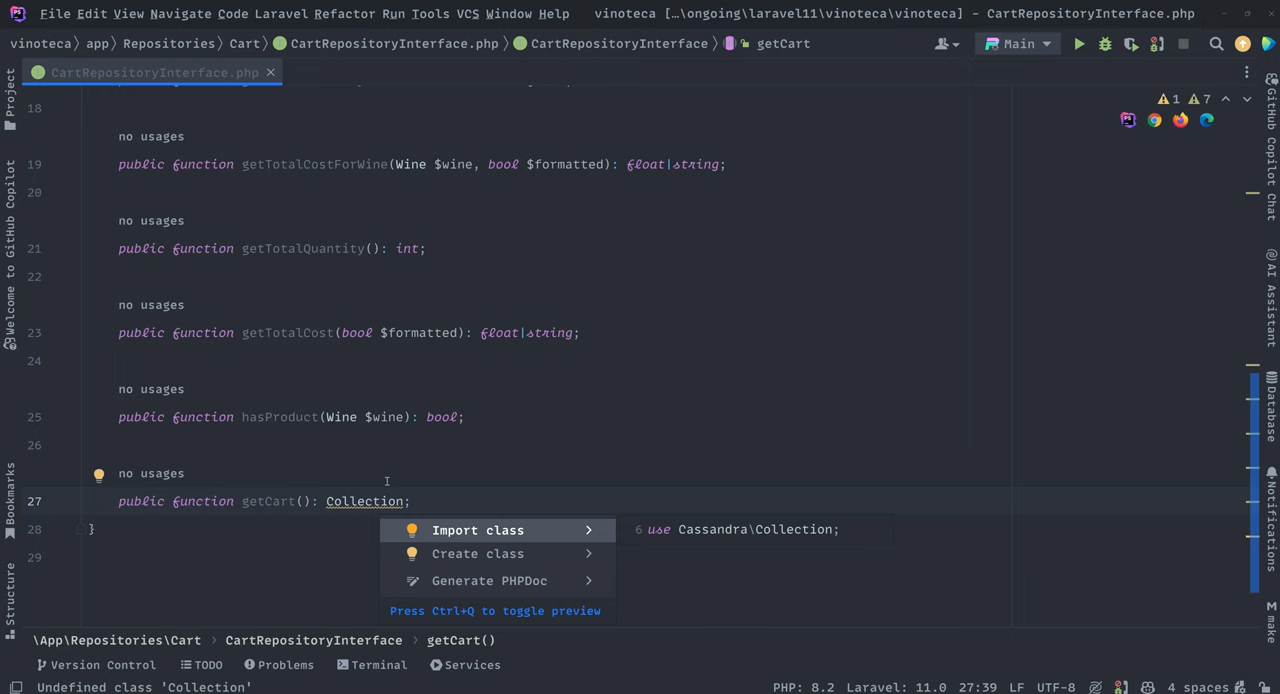 File Edit View Navigate Code Laravel Refactor Run Tools VCS Window Help vinoteca […\ongoing\laravel11\vinoteca\vinoteca] - CartRepositoryInterface.php
vinoteca app Repositories Cart CartRepositoryInterface.php CartRepositoryInterface getCart Main
CartRepositoryInterface.php
Project
Welcome to GitHub Copilot
Bookmarks
Structure
18
1 7
no usages
19 public function getTotalCostForWine(Wine $wine, bool $formatted): float|string;
20
no usages
21 public function getTotalQuantity(): int;
22
no usages
23 public function getTotalCost(bool $formatted): float|string;
24
no usages
25 public function hasProduct(Wine $wine): bool;
26
no usages
27 public function getCart(): Collection;
28 }
29
Import class
6 use Cassandra\Collection;
Create class
Generate PHPDoc
Press Ctrl+Q to toggle preview
GitHub Copilot Chat
AI Assistant
Database
Notifications
make
\App\Repositories\Cart › CartRepositoryInterface › getCart()
Version Control TODO Problems Terminal Services
Undefined class 'Collection' PHP: 8.2 Laravel: 11.0 27:39 LF UTF-8 4 spaces